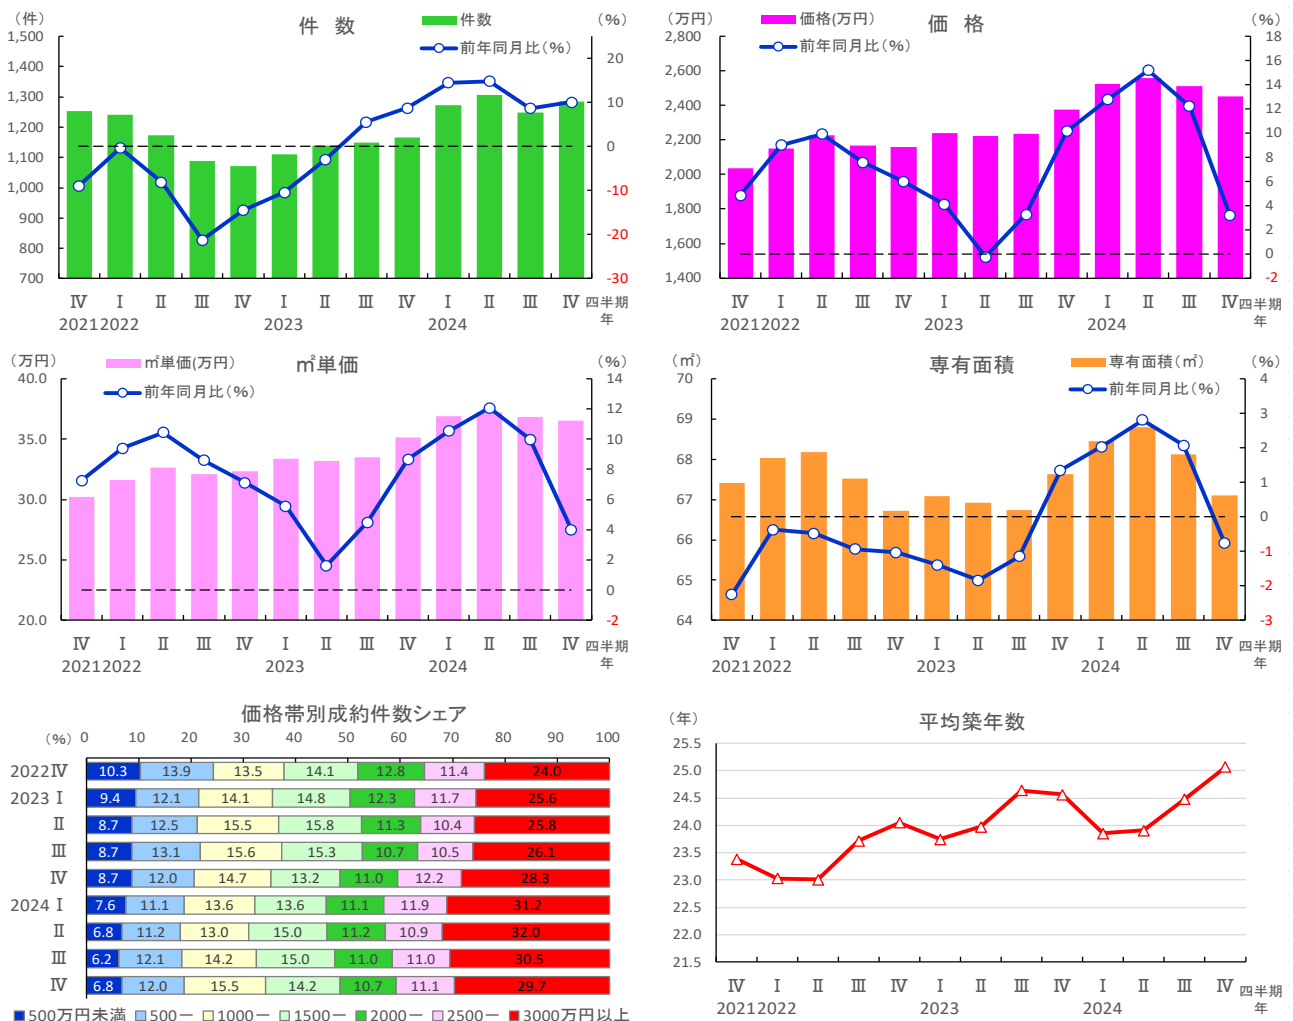 件 数
（件）
（％）
件数
前年同月比（％）
1,500
1,400
1,300
1,200
1,100
1,000
900
800
700
20
10
0
-10
-20
-30
Ⅳ Ⅰ Ⅱ Ⅲ Ⅳ Ⅰ Ⅱ Ⅲ Ⅳ Ⅰ Ⅱ Ⅲ Ⅳ 四半期
2021 2022 2023 2024 年
価 格
（万円）
（％）
価格(万円)
前年同月比（％）
2,800
2,600
2,400
2,200
2,000
1,800
1,600
1,400
18
16
14
12
10
8
6
4
2
0
-2
Ⅳ Ⅰ Ⅱ Ⅲ Ⅳ Ⅰ Ⅱ Ⅲ Ⅳ Ⅰ Ⅱ Ⅲ Ⅳ 四半期
2021 2022 2023 2024 年
㎡単価
（万円）
（％）
㎡単価(万円)
前年同月比（％）
40.0
35.0
30.0
25.0
20.0
14
12
10
8
6
4
2
0
-2
Ⅳ Ⅰ Ⅱ Ⅲ Ⅳ Ⅰ Ⅱ Ⅲ Ⅳ Ⅰ Ⅱ Ⅲ Ⅳ 四半期
2021 2022 2023 2024 年
専有面積
（㎡）
（％）
専有面積（㎡）
前年同月比（％）
70
69
68
67
66
65
64
4
3
2
1
0
-1
-2
-3
Ⅳ Ⅰ Ⅱ Ⅲ Ⅳ Ⅰ Ⅱ Ⅲ Ⅳ Ⅰ Ⅱ Ⅲ Ⅳ 四半期
2021 2022 2023 2024 年
価格帯別成約件数シェア
（％） 0 10 20 30 40 50 60 70 80 90 100
2022 Ⅳ 10.3 13.9 13.5 14.1 12.8 11.4 24.0
2023 Ⅰ 9.4 12.1 14.1 14.8 12.3 11.7 25.6
Ⅱ 8.7 12.5 15.5 15.8 11.3 10.4 25.8
Ⅲ 8.7 13.1 15.6 15.3 10.7 10.5 26.1
Ⅳ 8.7 12.0 14.7 13.2 11.0 12.2 28.3
2024 Ⅰ 7.6 11.1 13.6 13.6 11.1 11.9 31.2
Ⅱ 6.8 11.2 13.0 15.0 11.2 10.9 32.0
Ⅲ 6.2 12.1 14.2 15.0 11.0 11.0 30.5
Ⅳ 6.8 12.0 15.5 14.2 10.7 11.1 29.7
500万円未満 500－ 1000－ 1500－ 2000－ 2500－ 3000万円以上
平均築年数
（年）
25.5
25.0
24.5
24.0
23.5
23.0
22.5
22.0
21.5
Ⅳ Ⅰ Ⅱ Ⅲ Ⅳ Ⅰ Ⅱ Ⅲ Ⅳ Ⅰ Ⅱ Ⅲ Ⅳ 四半期
2021 2022 2023 2024 年